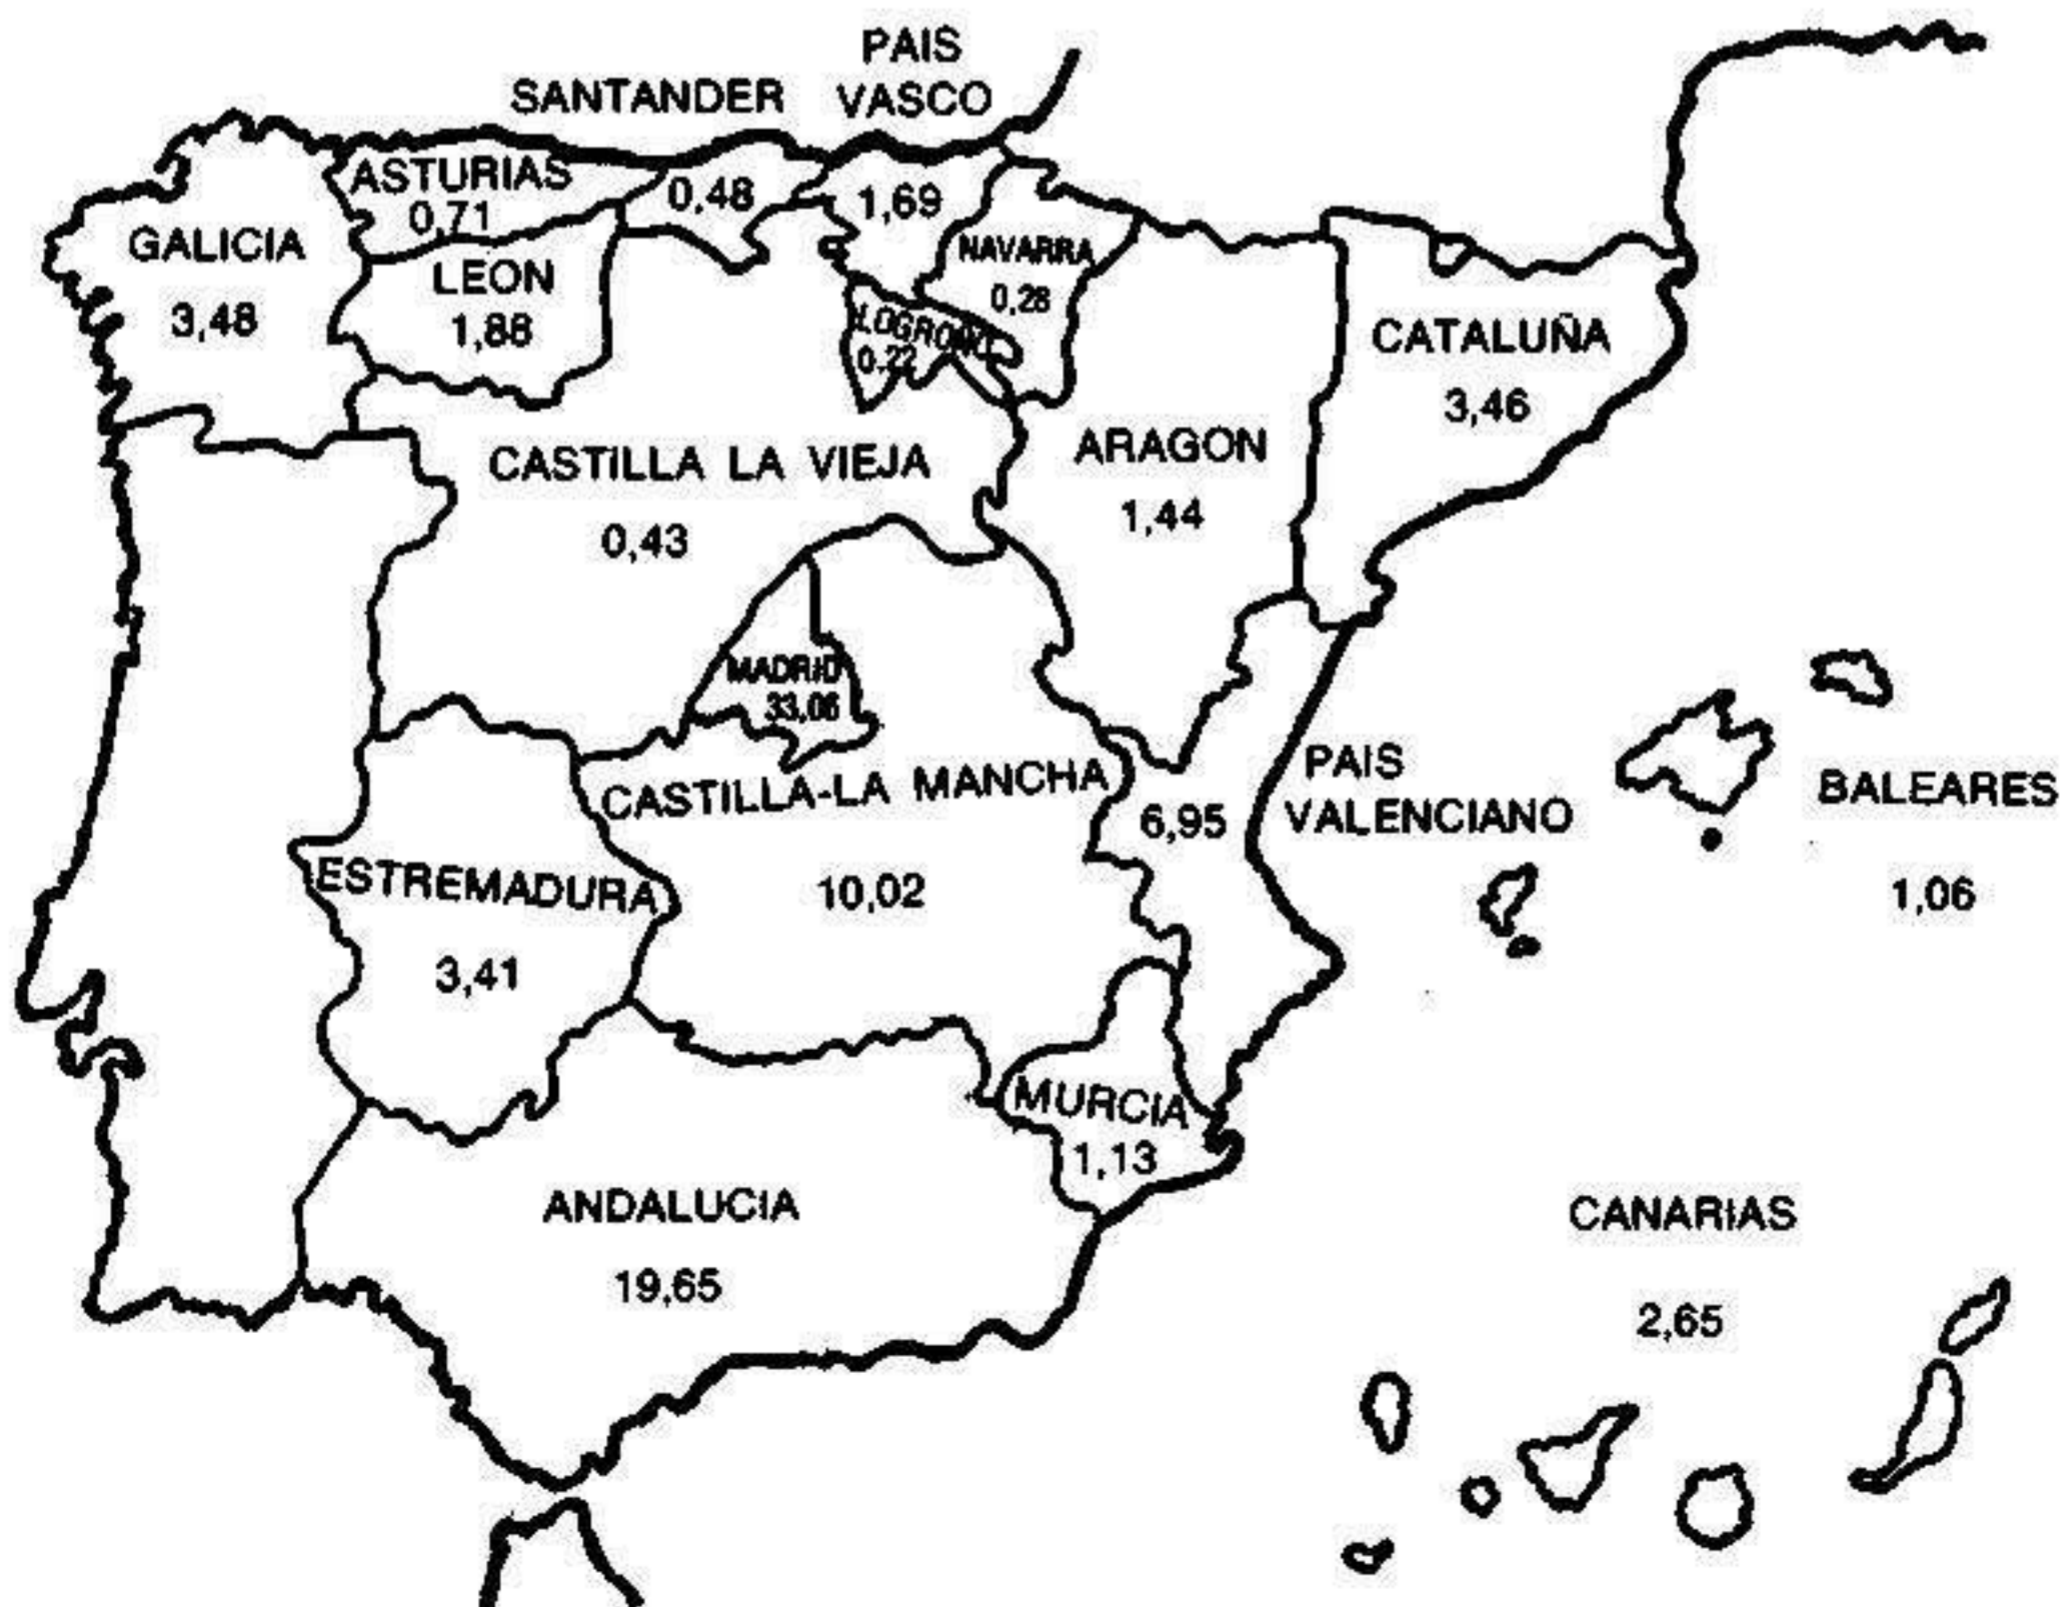 PAIS
VASCO
SANTANDER
ASTURIAS
0,71
0,48
1,69
GALICIA
3,48
LEON
1,88
NAVARRA
0,28
LOGROÑO
0.22
CATALUÑA
3,46
CASTILLA LA VIEJA
0,43
ARAGON
1,44
MADRID
33,06
CASTILLA-LA MANCHA
10,02
PAIS
VALENCIANO
6,95
BALEARES
1,06
ESTREMADURA
3,41
MURCIA
1,13
ANDALUCIA
19,65
CANARIAS
2,65